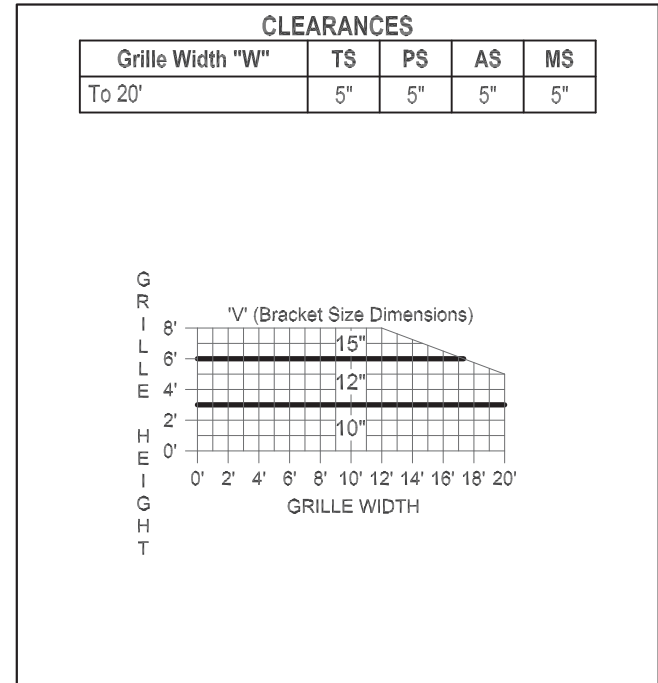 CLEARANCES
Grille Width "W" TS PS AS MS
To 20' 5" 5" 5" 5"
GRILLE HEIGHT
'V' (Bracket Size Dimensions)
8'
15"
6'
12"
4'
2'
10"
0'
0' 2' 4' 6' 8' 10' 12' 14' 16' 18' 20'
GRILLE WIDTH